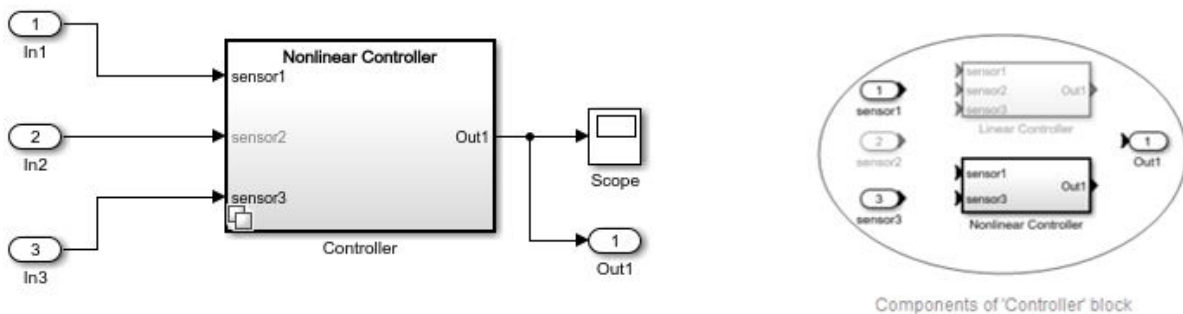 1
In1
2
In2
3
In3
Nonlinear Controller
sensor1
sensor2
sensor3
Out1
Controller
Scope
1
Out1
1
sensor1
2
sensor2
3
sensor3
sensor1
sensor2
sensor3
Out1
Linear Controller
sensor1
sensor3
Out1
Nonlinear Controller
1
Out1
Components of 'Controller' block